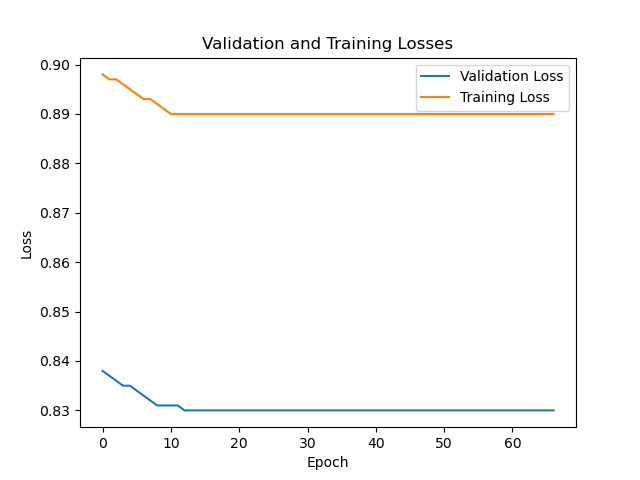 Validation and Training Losses
Validation Loss
Training Loss
0.90
0.89
0.88
0.87
0.86
0.85
0.84
0.83
Loss
0 10 20 30 40 50 60
Epoch